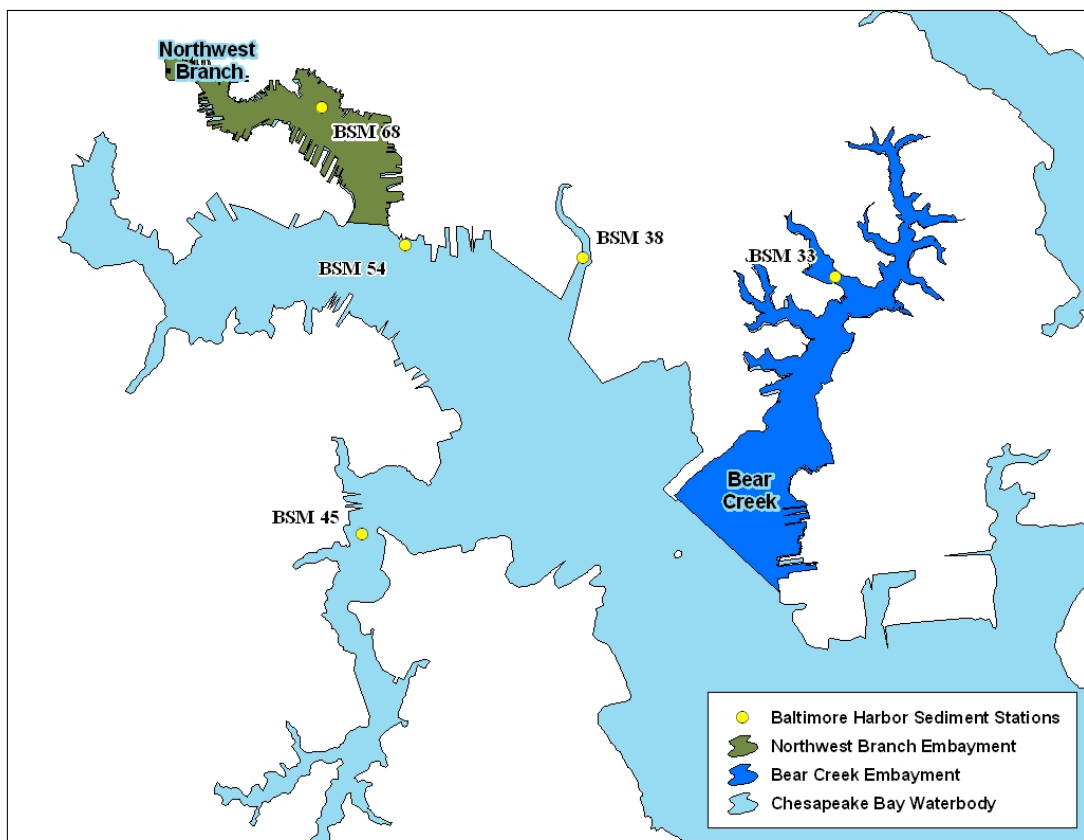 Northwest
Branch
BSM 68
BSM 38
BSM 33
BSM 54
Bear
Creek
BSM 45
Baltimore Harbor Sediment Stations
Northwest Branch Embayment
Bear Creek Embayment
Chesapeake Bay Waterbody